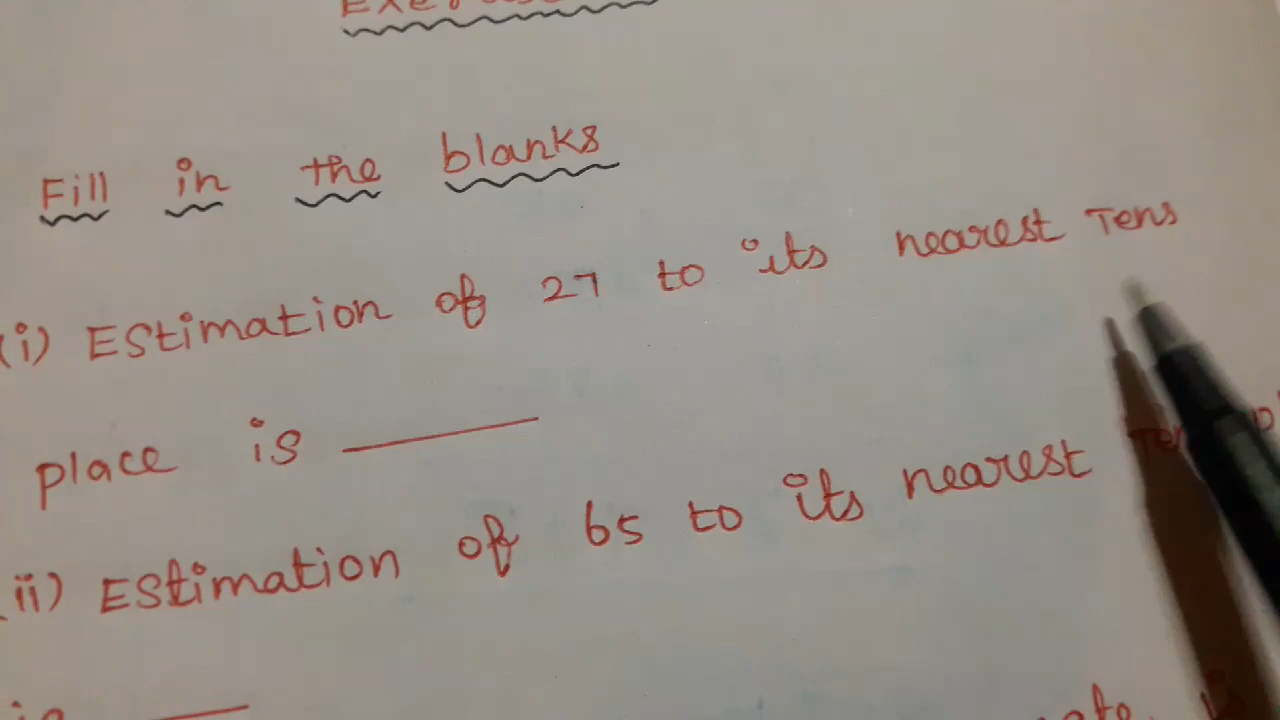 Fill in the blanks
(i) Estimation of 27 to its nearest Tens
place is
(ii) Estimation of 65 to its nearest